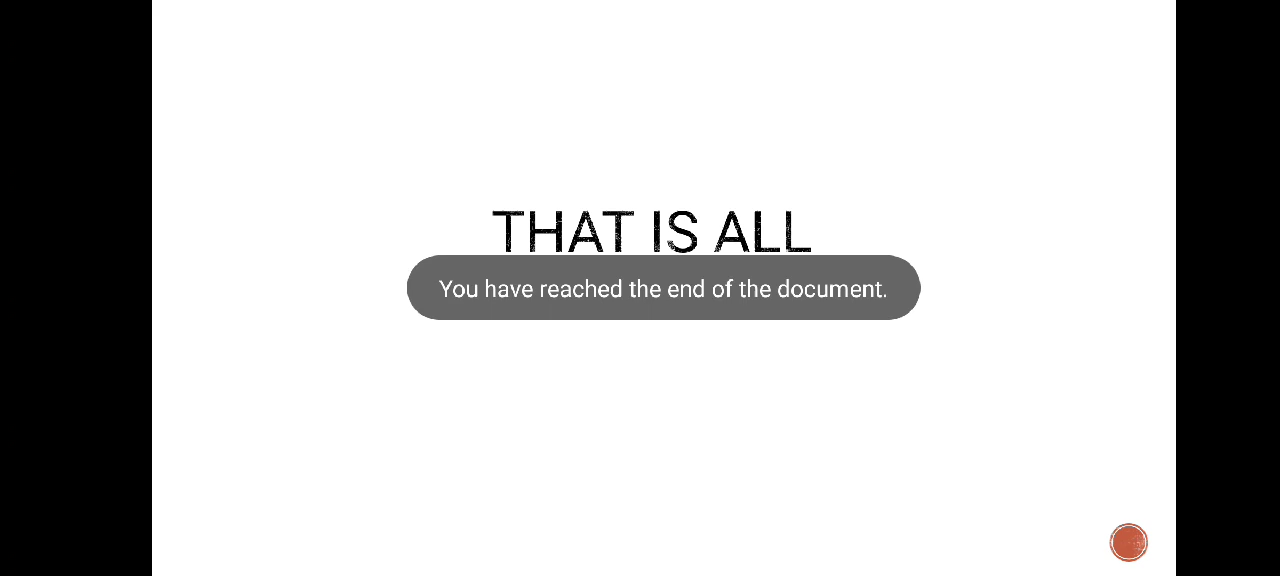 THAT IS ALL
You have reached the end of the document.